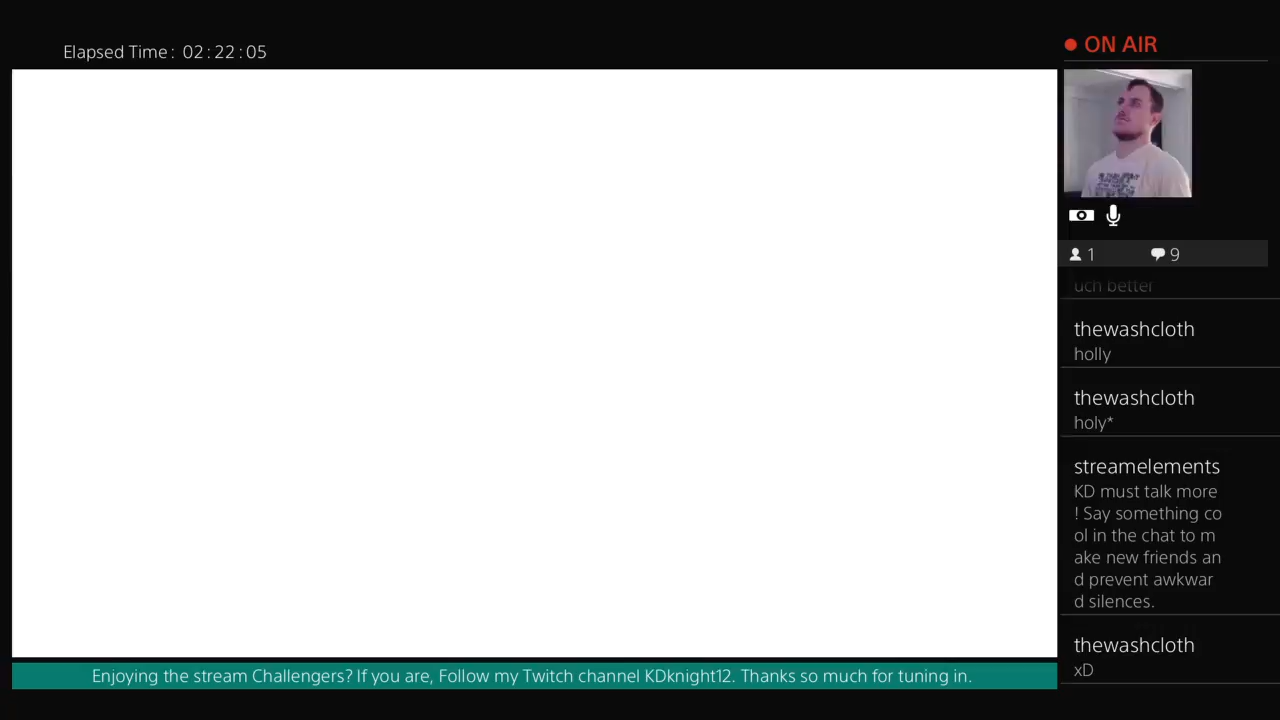 Elapsed Time: 02:22:05
ON AIR
1 9
uch better
thewashcloth
holly
thewashcloth
holy*
streamelements
KD must talk more
! Say something co
ol in the chat to m
ake new friends an
d prevent awkwar
d silences.
thewashcloth
xD
Enjoying the stream Challengers? If you are, Follow my Twitch channel KDknight12. Thanks so much for tuning in.